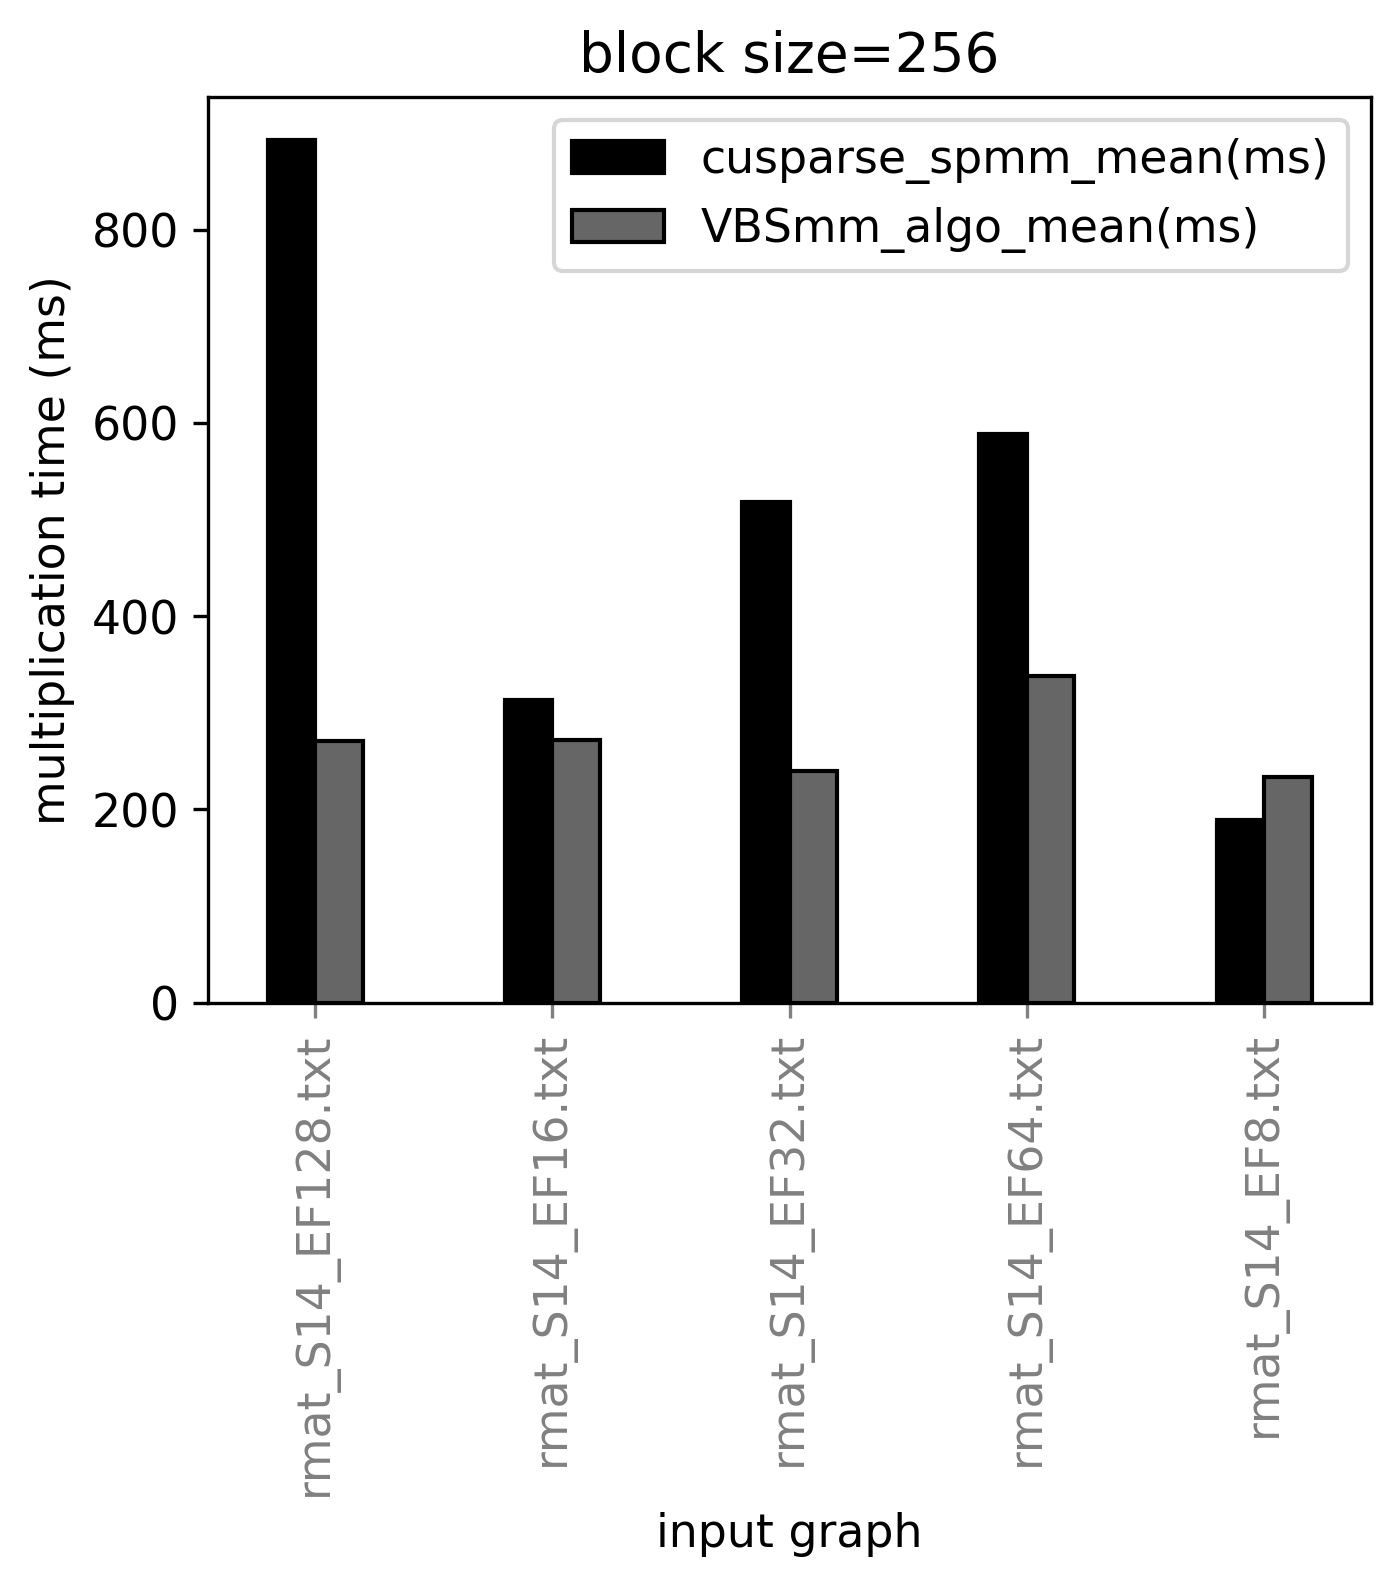 block size=256
cusparse_spmm_mean(ms)
VBSmm_algo_mean(ms)
multiplication time (ms)
800
600
400
200
0
rmat_S14_EF128.txt
rmat_S14_EF16.txt
rmat_S14_EF32.txt
rmat_S14_EF64.txt
rmat_S14_EF8.txt
input graph